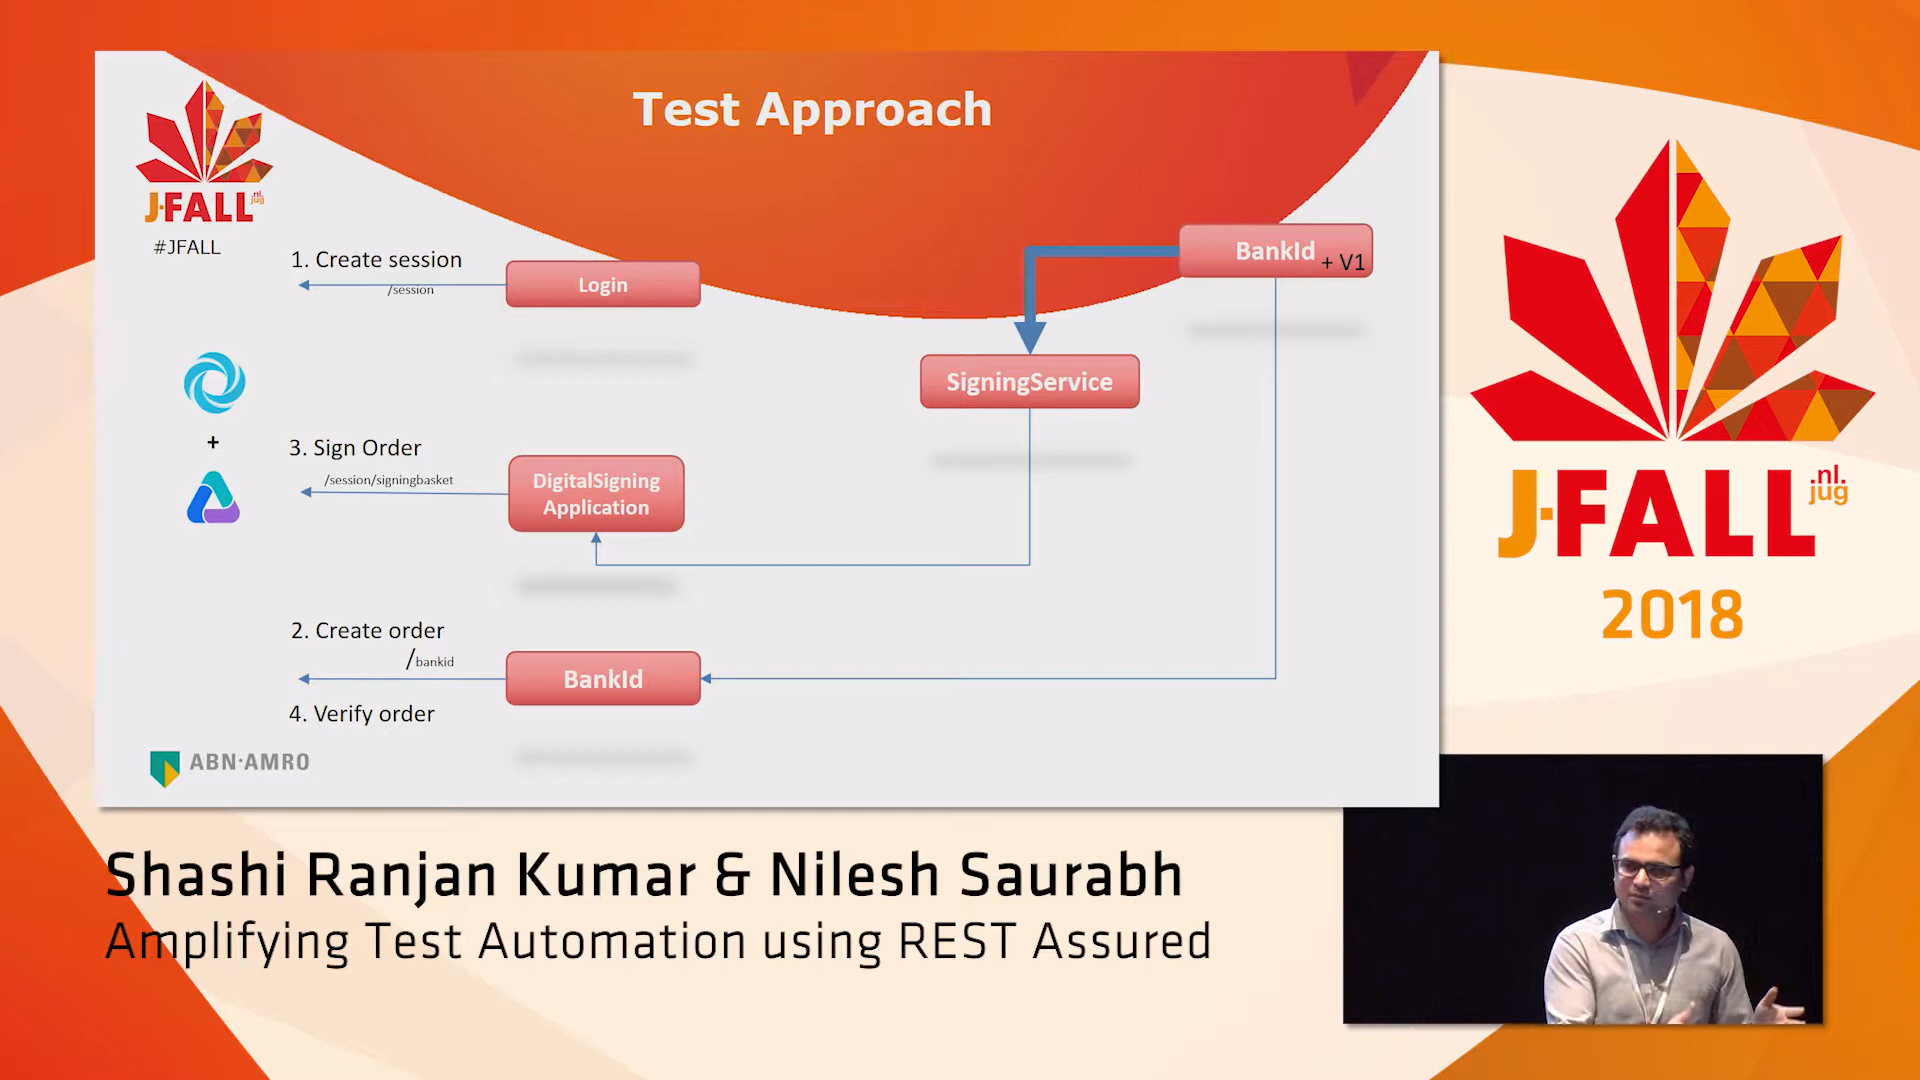 Test Approach
J·FALL
nl.
jug
#JFALL
1. Create session
/session
Login
BankId + V1
SigningService
+
3. Sign Order
/session/signingbasket
DigitalSigning
Application
2. Create order
/bankid
BankId
4. Verify order
ABN·AMRO
J·FALL
.nl.
jug
2018
Shashi Ranjan Kumar & Nilesh Saurabh
Amplifying Test Automation using REST Assured